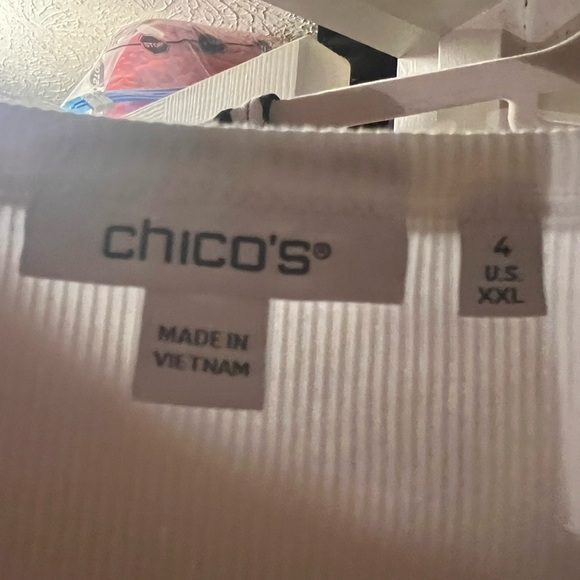 chico's®
MADE IN
VIETNAM
4
U.S.
XXL